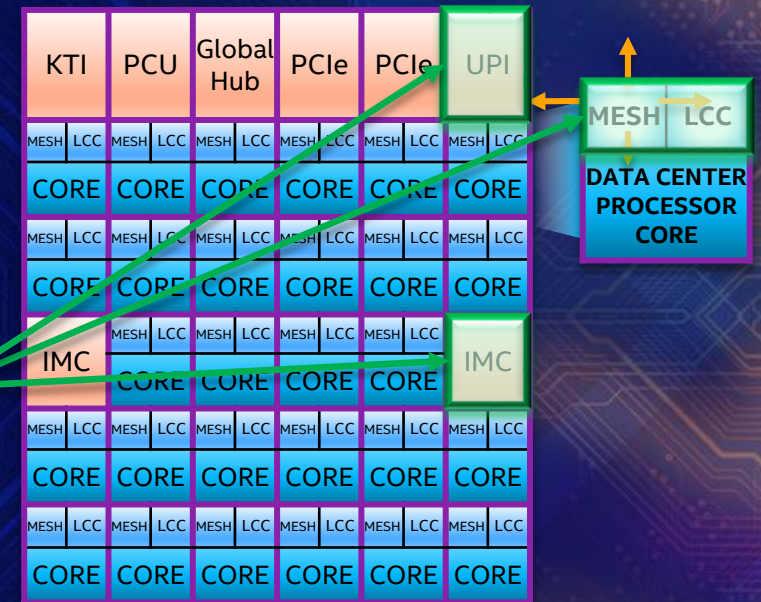 KTI PCU Global Hub PCIe PCIe UPI
MESH LCC MESH LCC MESH LCC MESH LCC MESH LCC MESH LCC
CORE CORE CORE CORE CORE CORE
MESH LCC MESH LCC MESH LCC MESH LCC MESH LCC MESH LCC
CORE CORE CORE CORE CORE CORE
IMC MESH LCC MESH LCC MESH LCC MESH LCC IMC
CORE CORE CORE CORE
MESH LCC MESH LCC MESH LCC MESH LCC MESH LCC MESH LCC
CORE CORE CORE CORE CORE CORE
MESH LCC MESH LCC MESH LCC MESH LCC MESH LCC MESH LCC
CORE CORE CORE CORE CORE CORE
MESH LCC
DATA CENTER
PROCESSOR
CORE